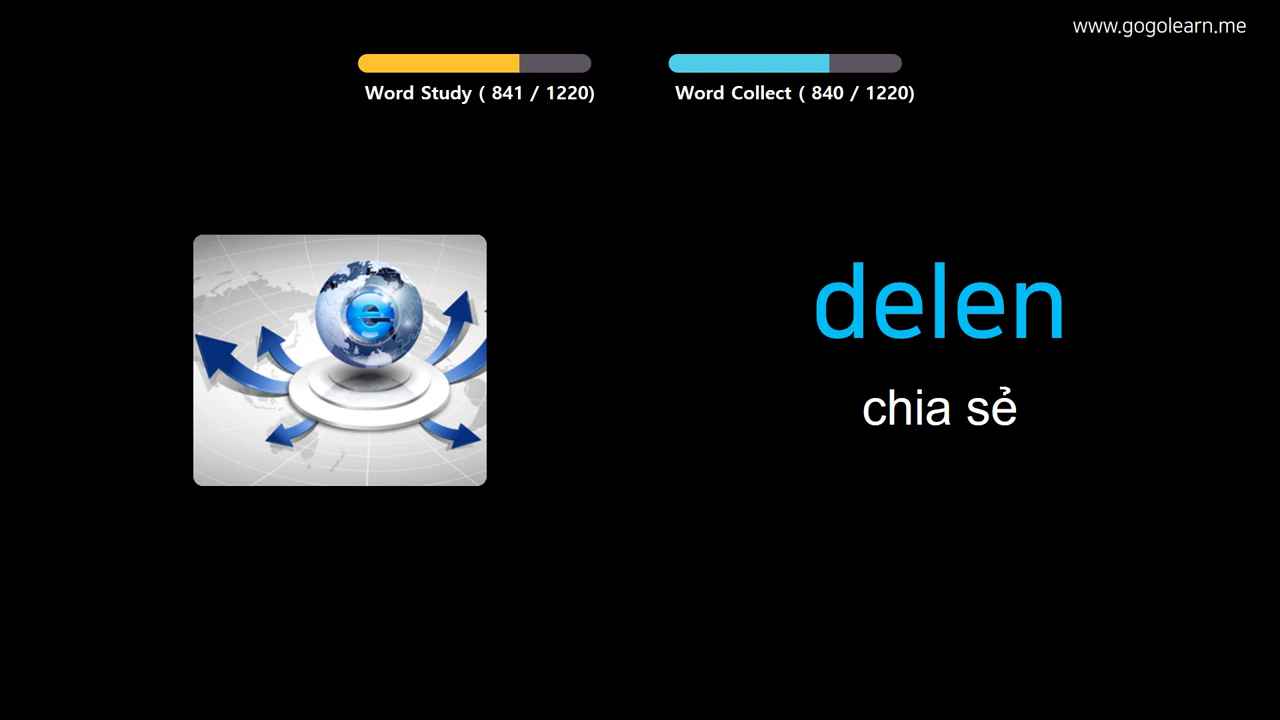 www.gogolearn.me
Word Study ( 841 / 1220)
Word Collect ( 840 / 1220)
e
delen
chia sẻ